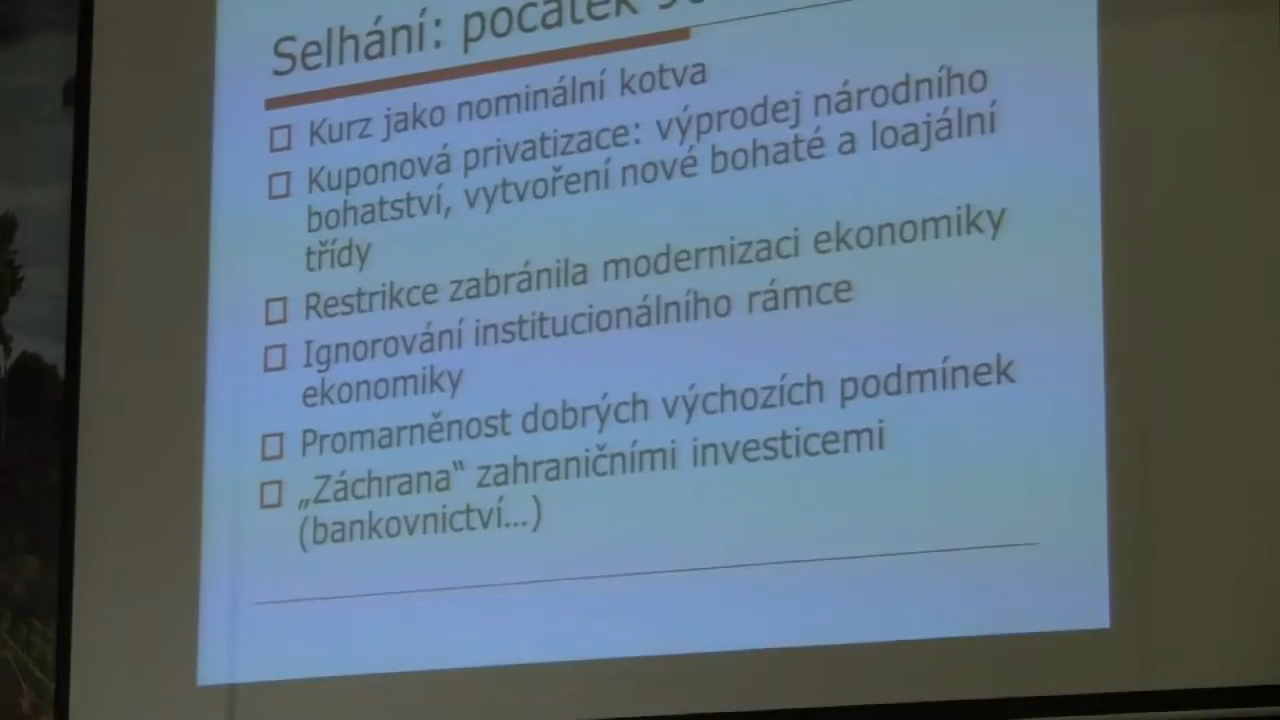 Selhání: počátek
Kurz jako nominální kotva
Kuponová privatizace: výprodej národního
bohatství, vytvoření nové bohaté a loajální
třídy
Restrikce zabránila modernizaci ekonomiky
Ignorování institucionálního rámce
ekonomiky
Promarněnost dobrých výchozích podmínek
„Záchrana“ zahraničními investicemi
(bankovnictví...)